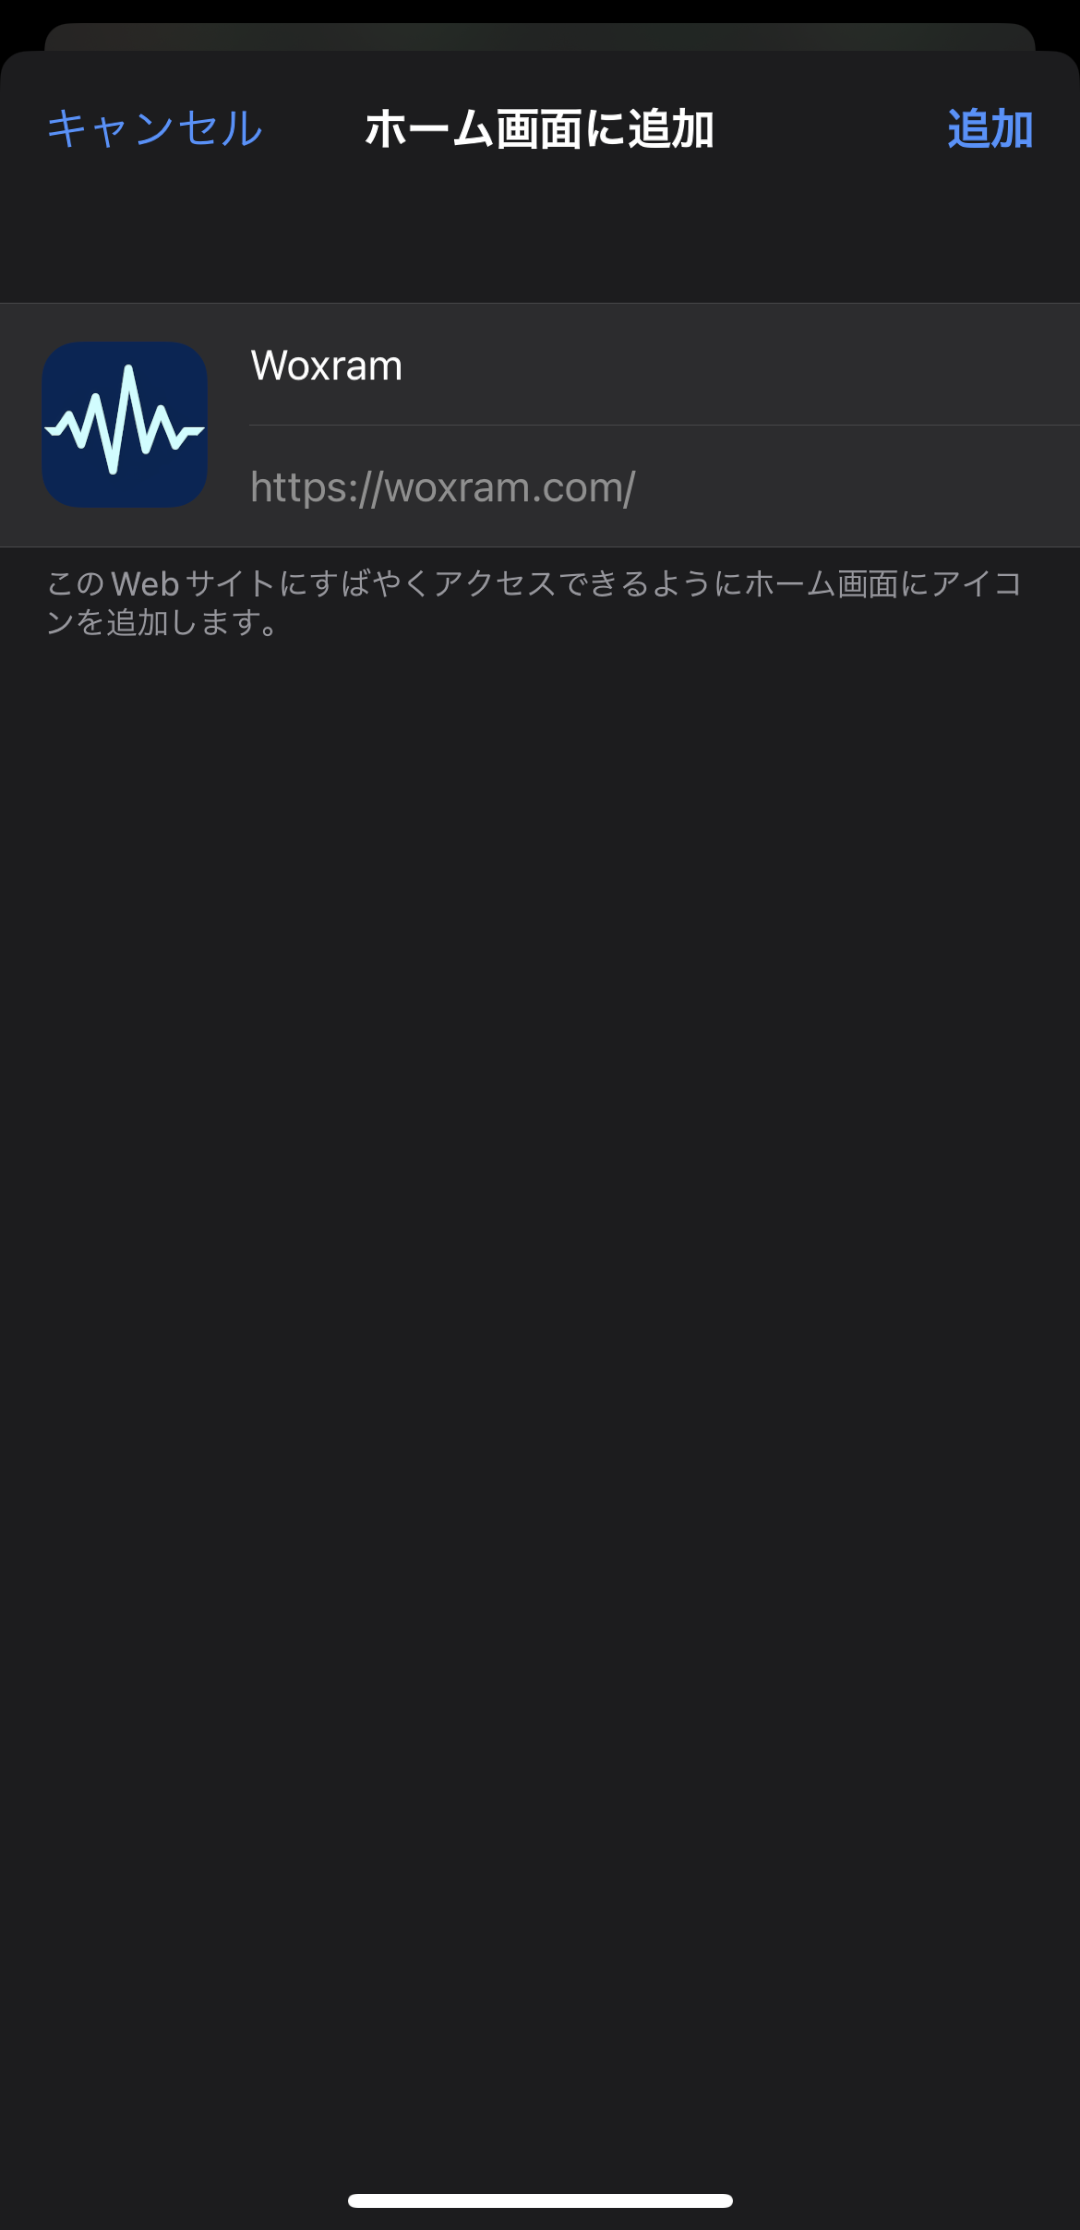 キャンセル
ホーム画面に追加
追加
Woxram
https://woxram.com/
このWebサイトにすばやくアクセスできるようにホーム画面にアイコ
ンを追加します。